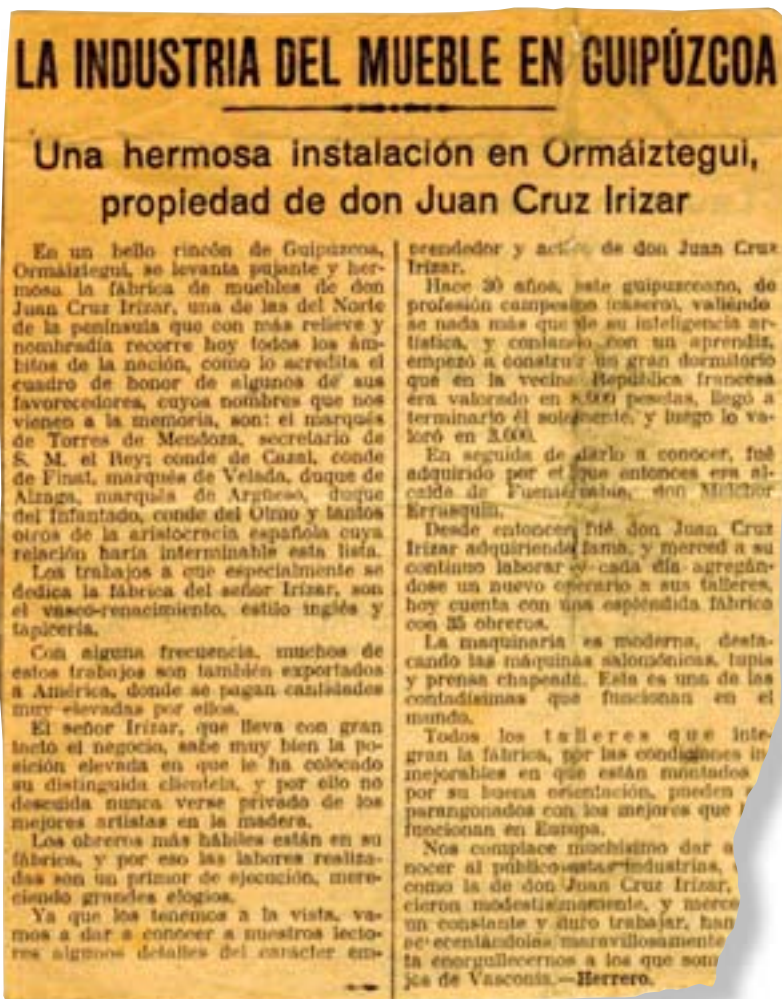 LA INDUSTRIA DEL MUEBLE EN GUIPÚZCOA
Una hermosa instalación en Ormáiztegui,
propiedad de don Juan Cruz Irizar
En un bello rincón de Guipúzcoa,
Ormáiztegui, se levanta pujante y her-
mosa la fábrica de muebles de don
Juan Cruz Irizar, una de las del Norte
de la península que con más relieve y
nombradía recorre hoy todos los ám-
bitos de la nación, como lo acredita el
cuadro de honor de algunos de sus
favorecedores, cuyos nombres que nos
vienen a la memoria, son: el marqués
de Torres de Mendoza, secretario de
S. M. el Rey; conde de Cazal, conde
de Finat, marqués de Velada, duque de
Alzaga, marqués de Argüeso, duque
del Infantado, conde del Olmo y tantos
otros de la aristocracia española cuya
relación haría interminable esta lista.
Los trabajos a que especialmente se
dedica la fábrica del señor Irizar, son
el vasco-renacimiento, estilo inglés y
tapicería.
Con alguna frecuencia, muchos de
estos trabajos son también exportados
a América, donde se pagan cantidades
muy elevadas por ellos.
El señor Irizar, que lleva con gran
tacto el negocio, sabe muy bien la po-
sición elevada en que le ha colocado
su distinguida clientela, y por ello no
descuida nunca verse privado de los
mejores artistas en la madera.
Los obreros más hábiles están en su
fábrica, y por eso las labores realiza-
das son un primor de ejecución, mere-
ciendo grandes elogios.
Ya que los tenemos a la vista, va-
mos a dar a conocer a nuestros lecto-
res algunos detalles del carácter em-
prendedor y activo de don Juan Cruz
Irizar.
Hace 30 años, este guipuzcoano, de
profesión campesino (casero), valiéndo
se nada más que de su inteligencia ar-
tística, y contando con un aprendiz,
empezó a construir un gran dormitorio
que en la vecina República francesa
era valorado en 8.000 pesetas, llegó a
terminarlo él solamente, y luego lo va-
loró en 3.600.
En seguida de darlo a conocer, fué
adquirido por el que entonces era al-
calde de Fuenterrabía, don Melchor
Errasquin.
Desde entonces fué don Juan Cruz
Irizar adquiriendo fama, y merced a su
continuo laborar y cada día agregán-
dose un nuevo operario a sus talleres,
hoy cuenta con una espléndida fábrica
con 35 obreros.
La maquinaria es moderna, desta-
cando las máquinas salomónicas, tupis
y prensa chapeadé. Esta es una de las
contadísimas que funcionan en el
mundo.
Todos los talleres que inte-
gran la fábrica, por las condiciones in-
mejorables en que están montados
por su buena orientación, pueden
parangonados con los mejores que
funcionan en Europa.
Nos complace muchísimo dar a
nocer al público estas industrias,
como la de don Juan Cruz Irizar,
cieron modestísimamente, y merce
un constante y duro trabajar, han
acrecentándolas maravillosamente
ta enorgullecernos a los que som
jos de Vasconia.—Herrero.